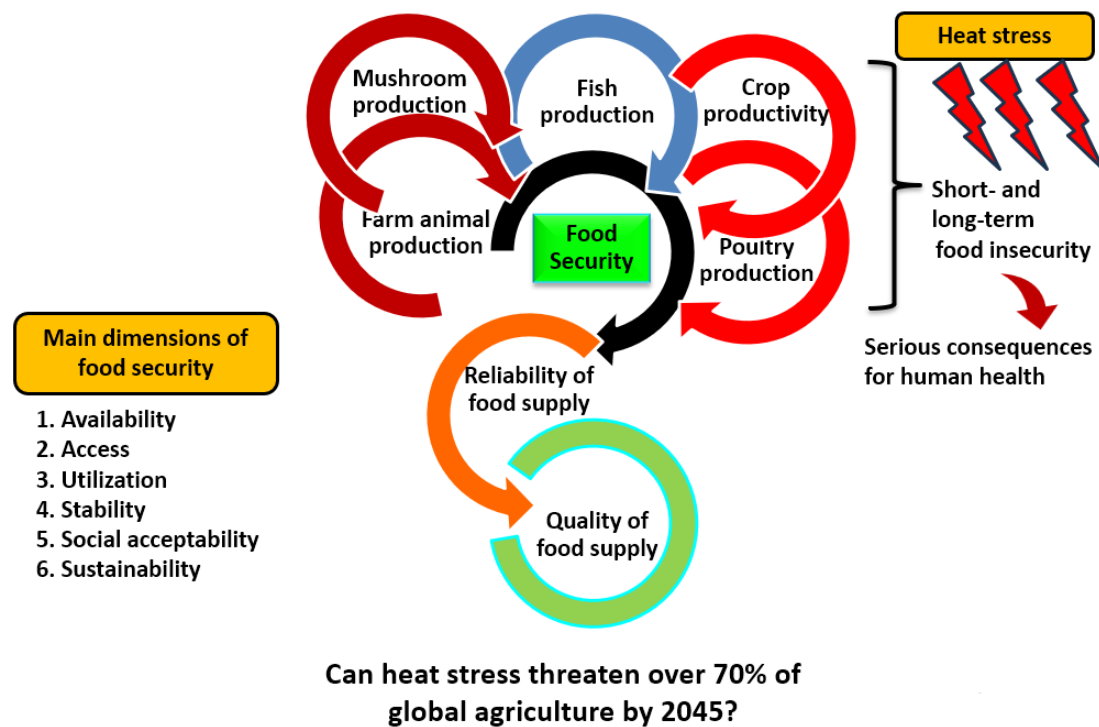 Heat stress
Mushroom
production
Fish
production
Crop
productivity
Farm animal
production
Food
Security
Poultry
production
Short- and
long-term
food insecurity
Serious consequences
for human health
Main dimensions of
food security
1. Availability
2. Access
3. Utilization
4. Stability
5. Social acceptability
6. Sustainability
Reliability of
food supply
Quality of
food supply
Can heat stress threaten over 70% of
global agriculture by 2045?